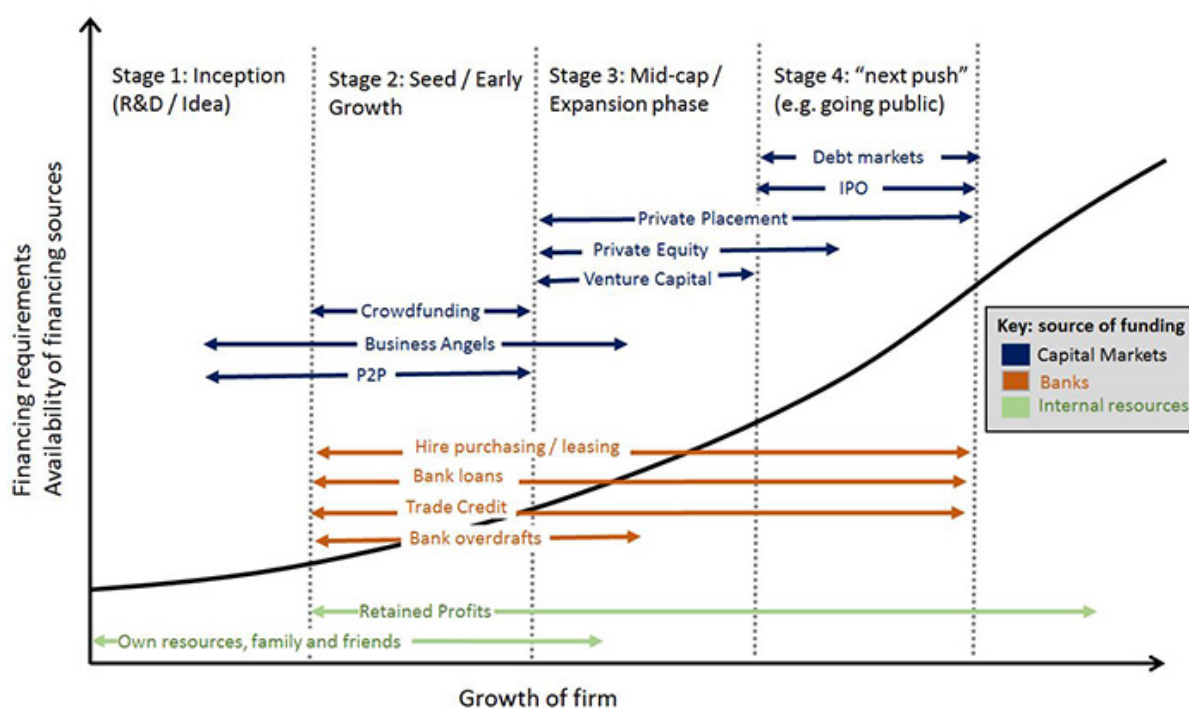 Stage 1: Inception
(R&D / Idea)
Stage 2: Seed / Early
Growth
Stage 3: Mid-cap /
Expansion phase
Stage 4: “next push”
(e.g. going public)
Debt markets
IPO
Private Placement
Private Equity
Venture Capital
Crowdfunding
Business Angels
P2P
Hire purchasing / leasing
Bank loans
Trade Credit
Bank overdrafts
Retained Profits
Own resources, family and friends
Financing requirements
Availability of financing sources
Growth of firm
Key: source of funding
Capital Markets
Banks
Internal resources